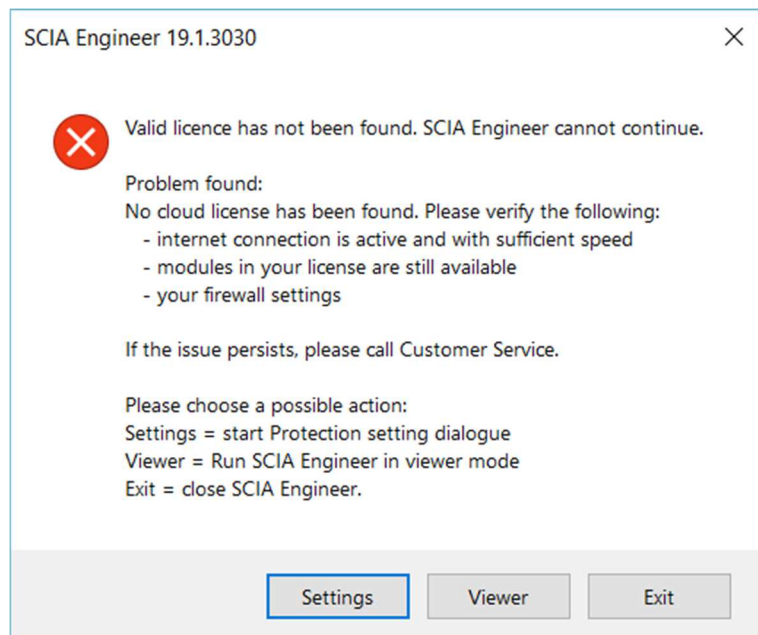 SCIA Engineer 19.1.3030
Valid licence has not been found. SCIA Engineer cannot continue.
Problem found:
No cloud license has been found. Please verify the following:
- internet connection is active and with sufficient speed
- modules in your license are still available
- your firewall settings
If the issue persists, please call Customer Service.
Please choose a possible action:
Settings = start Protection setting dialogue
Viewer = Run SCIA Engineer in viewer mode
Exit = close SCIA Engineer.
Settings Viewer Exit